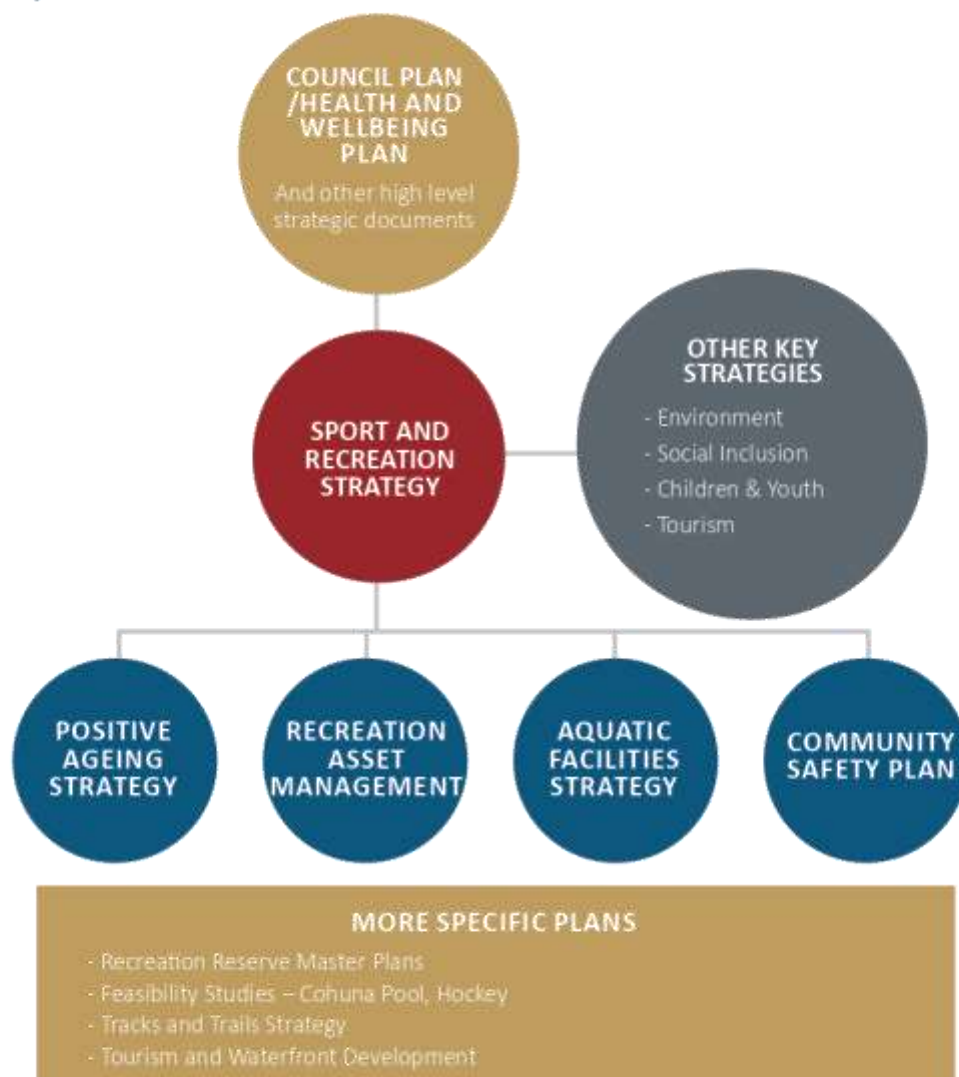 COUNCIL PLAN
/HEALTH AND
WELLBEING
PLAN
And other high level
strategic documents
SPORT AND
RECREATION
STRATEGY
OTHER KEY
STRATEGIES
- Environment
- Social Inclusion
- Children & Youth
- Tourism
POSITIVE
AGEING
STRATEGY
RECREATION
ASSET
MANAGEMENT
AQUATIC
FACILITIES
STRATEGY
COMMUNITY
SAFETY PLAN
MORE SPECIFIC PLANS
- Recreation Reserve Master Plans
- Feasibility Studies – Cohuna Pool, Hockey
- Tracks and Trails Strategy
- Tourism and Waterfront Development